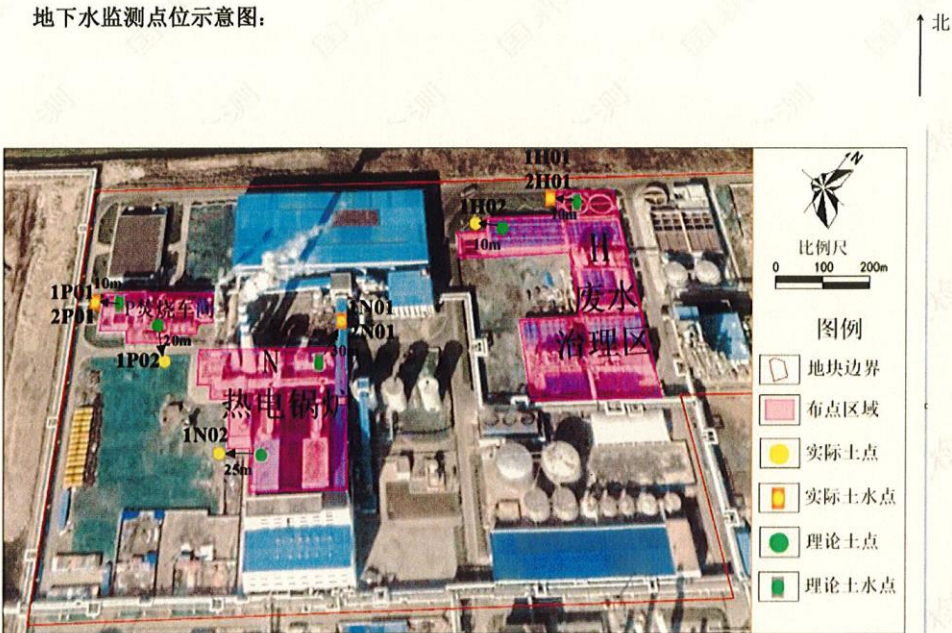 地下水监测点位示意图：
北
1H01
2H01
1H02
10m
10m
H
废水
治理区
1P01
2P01
10m
P焚烧车间
20m
1P02
1N01
2N01
N
热电锅炉
1N02
25m
N
比例尺
0 100 200m
图例
地块边界
布点区域
实际土点
实际土水点
理论土点
理论土水点